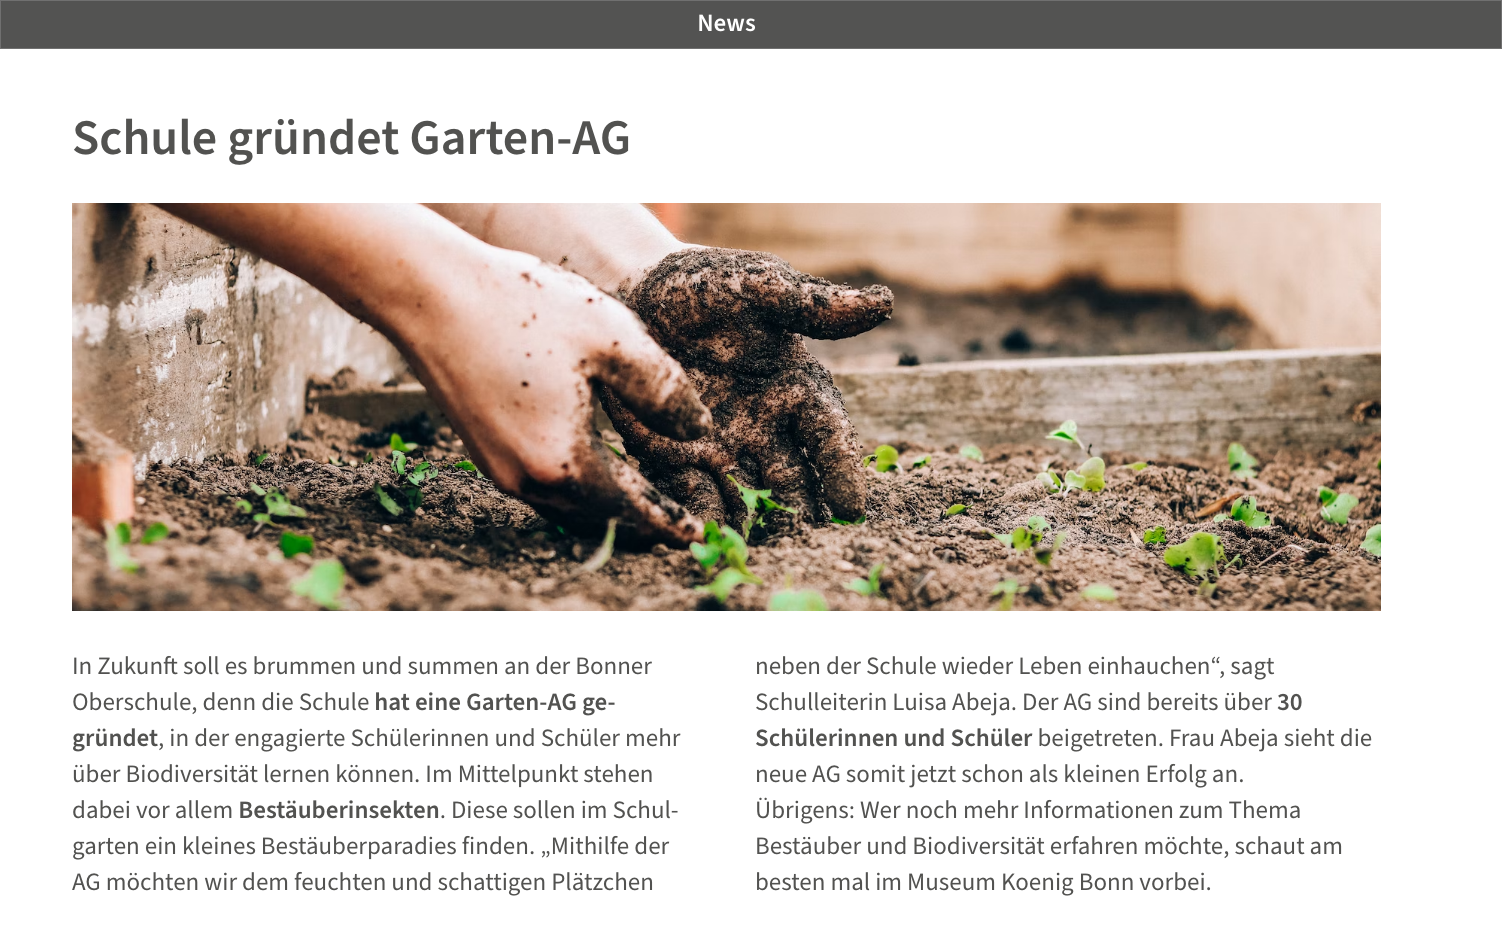 News
Schule gründet Garten-AG
In Zukunft soll es brummen und summen an der Bonner
Oberschule, denn die Schule hat eine Garten-AG ge-
gründet, in der engagierte Schülerinnen und Schüler mehr
über Biodiversität lernen können. Im Mittelpunkt stehen
dabei vor allem Bestäuberinsekten. Diese sollen im Schul-
garten ein kleines Bestäuberparadies finden. „Mithilfe der
AG möchten wir dem feuchten und schattigen Plätzchen
neben der Schule wieder Leben einhauchen“, sagt
Schulleiterin Luisa Abeja. Der AG sind bereits über 30
Schülerinnen und Schüler beigetreten. Frau Abeja sieht die
neue AG somit jetzt schon als kleinen Erfolg an.
Übrigens: Wer noch mehr Informationen zum Thema
Bestäuber und Biodiversität erfahren möchte, schaut am
besten mal im Museum Koenig Bonn vorbei.